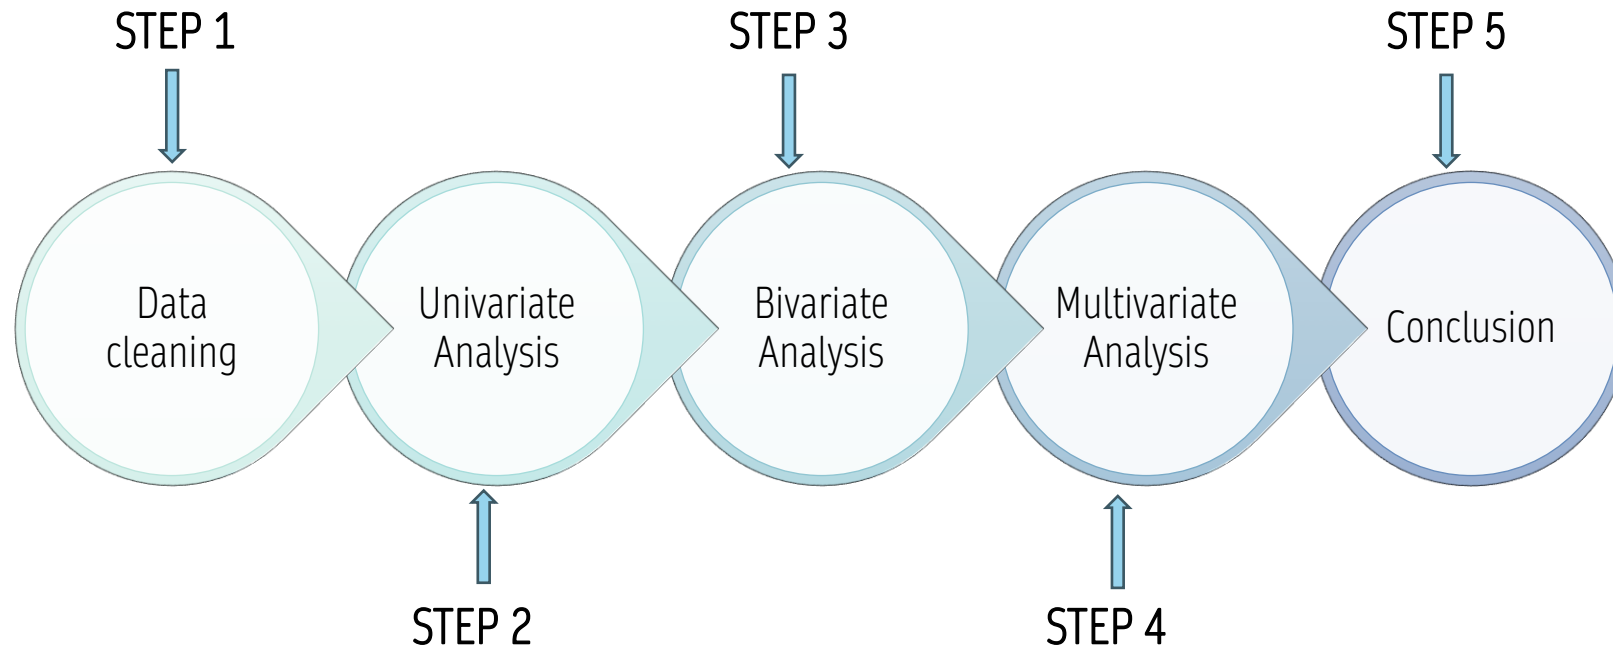 STEP 1
STEP 3
STEP 5
Data
cleaning
Univariate
Analysis
Bivariate
Analysis
Multivariate
Analysis
Conclusion
STEP 2
STEP 4